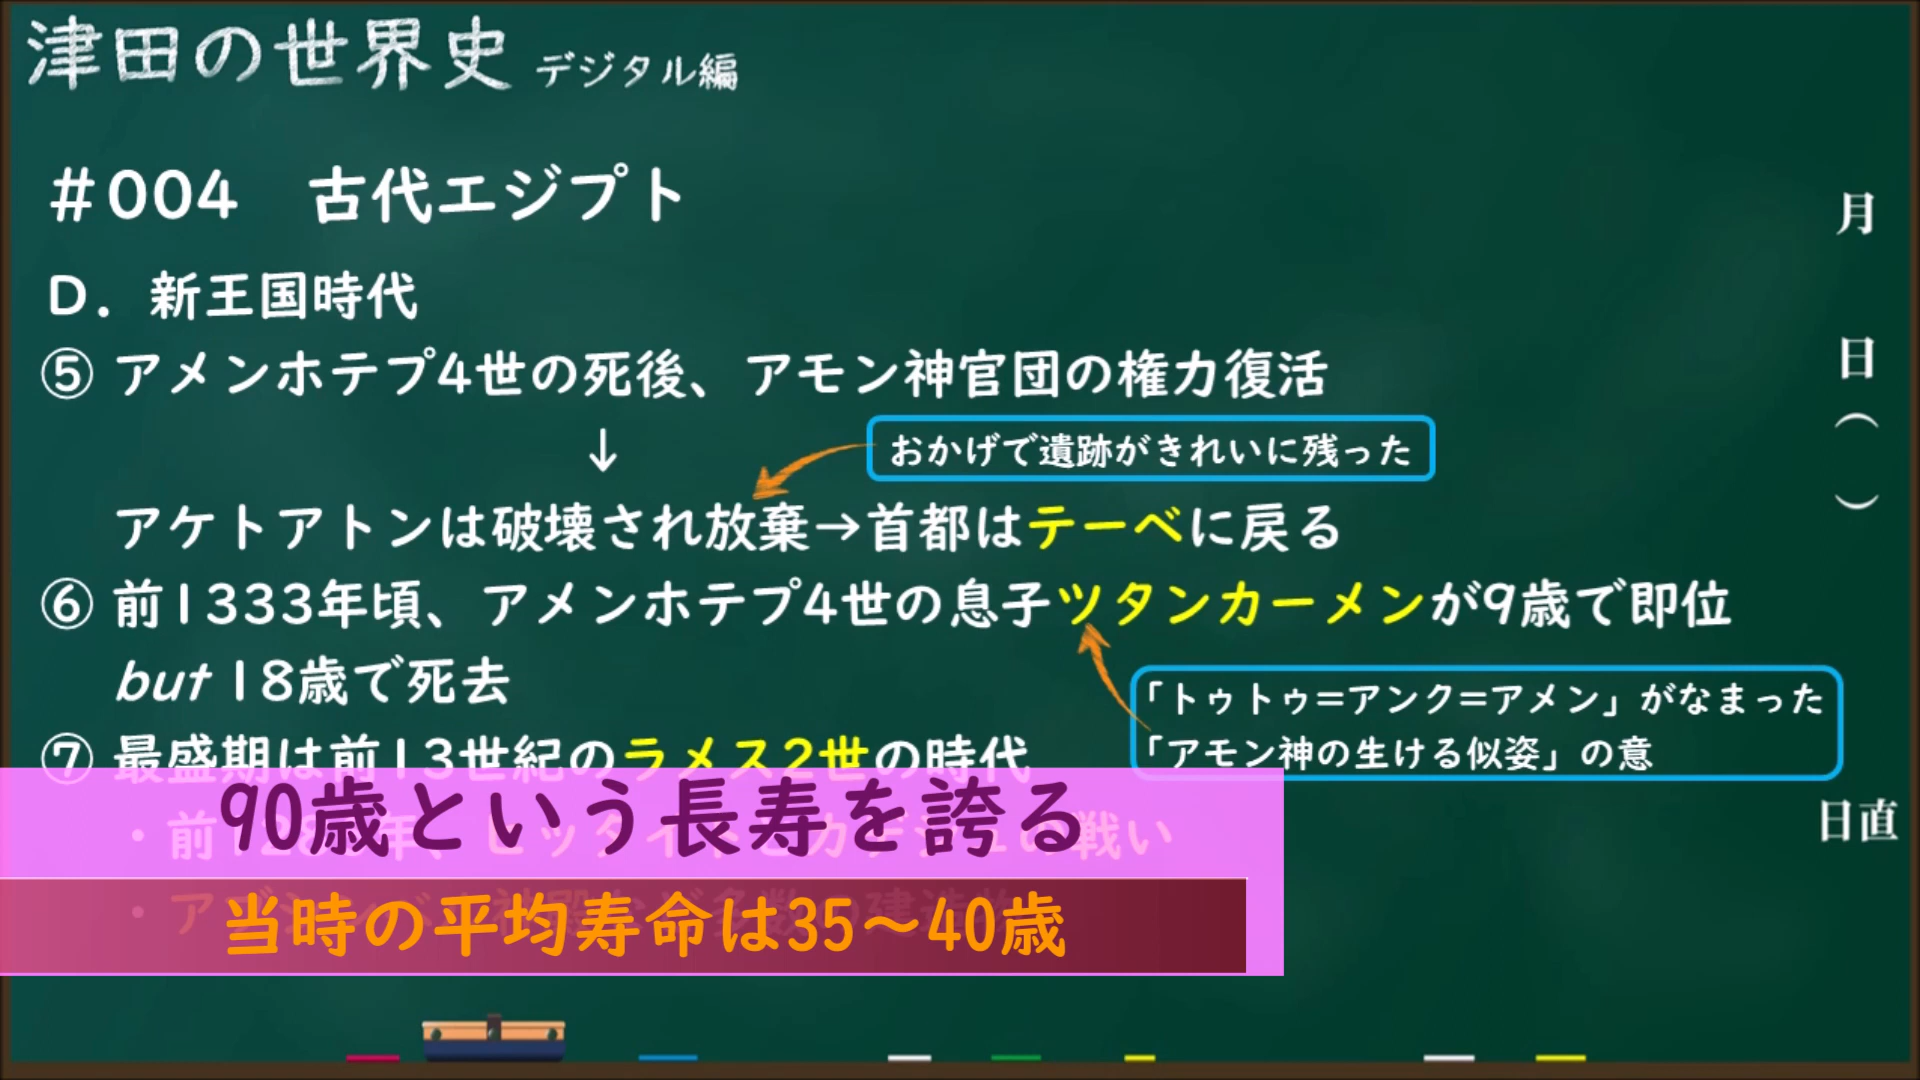 津田の世界史 デジタル編
#004 古代エジプト
D. 新王国時代
⑤ アメンホテプ4世の死後、アモン神官団の権力復活
↓
おかげで遺跡がきれいに残った
アケトアトンは破壊され放棄→首都はテーベに戻る
⑥ 前1333年頃、アメンホテプ4世の息子ツタンカーメンが9歳で即位
but 18歳で死去
「トゥトゥ=アンク=アメン」がなまった
「アモン神の生ける似姿」の意
⑦ 最盛期は前13世紀のラメス2世の時代
90歳という長寿を誇る
当時の平均寿命は35〜40歳
月
日
( )
日直